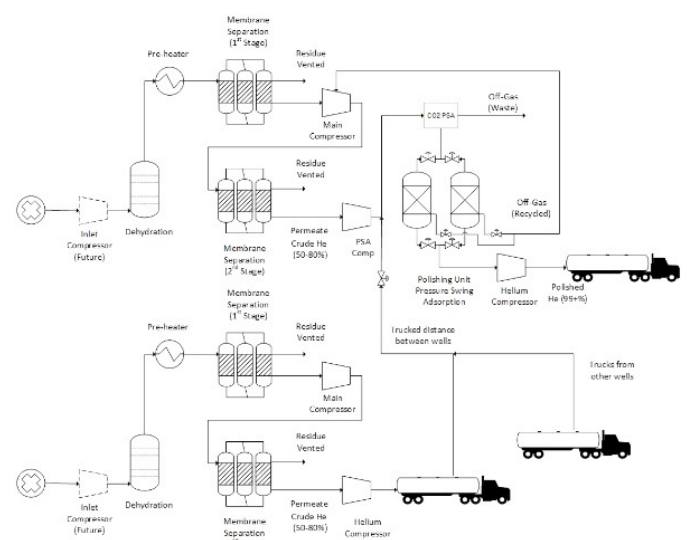 Membrane
Separation
(1st Stage)
Pre-heater
Residue
Vented
Main
Compressor
Off-Gas
(Waste)
CO2 PSA
Residue
Vented
Off-Gas
(Recycled)
Inlet
Compressor
(Future)
Dehydration
Membrane
Separation
(2nd Stage)
Permeate
Crude He
(50-80%)
PSA
Comp
Polishing Unit
Pressure Swing
Adsorption
Helium
Compressor
Polished
He (99+%)
Membrane
Separation
(1st Stage)
Pre-heater
Residue
Vented
Trucked distance
between wells
Trucks from
other wells
Main
Compressor
Residue
Vented
Inlet
Compressor
(Future)
Dehydration
Membrane
Separation
Permeate
Crude He
(50-80%)
Helium
Compressor